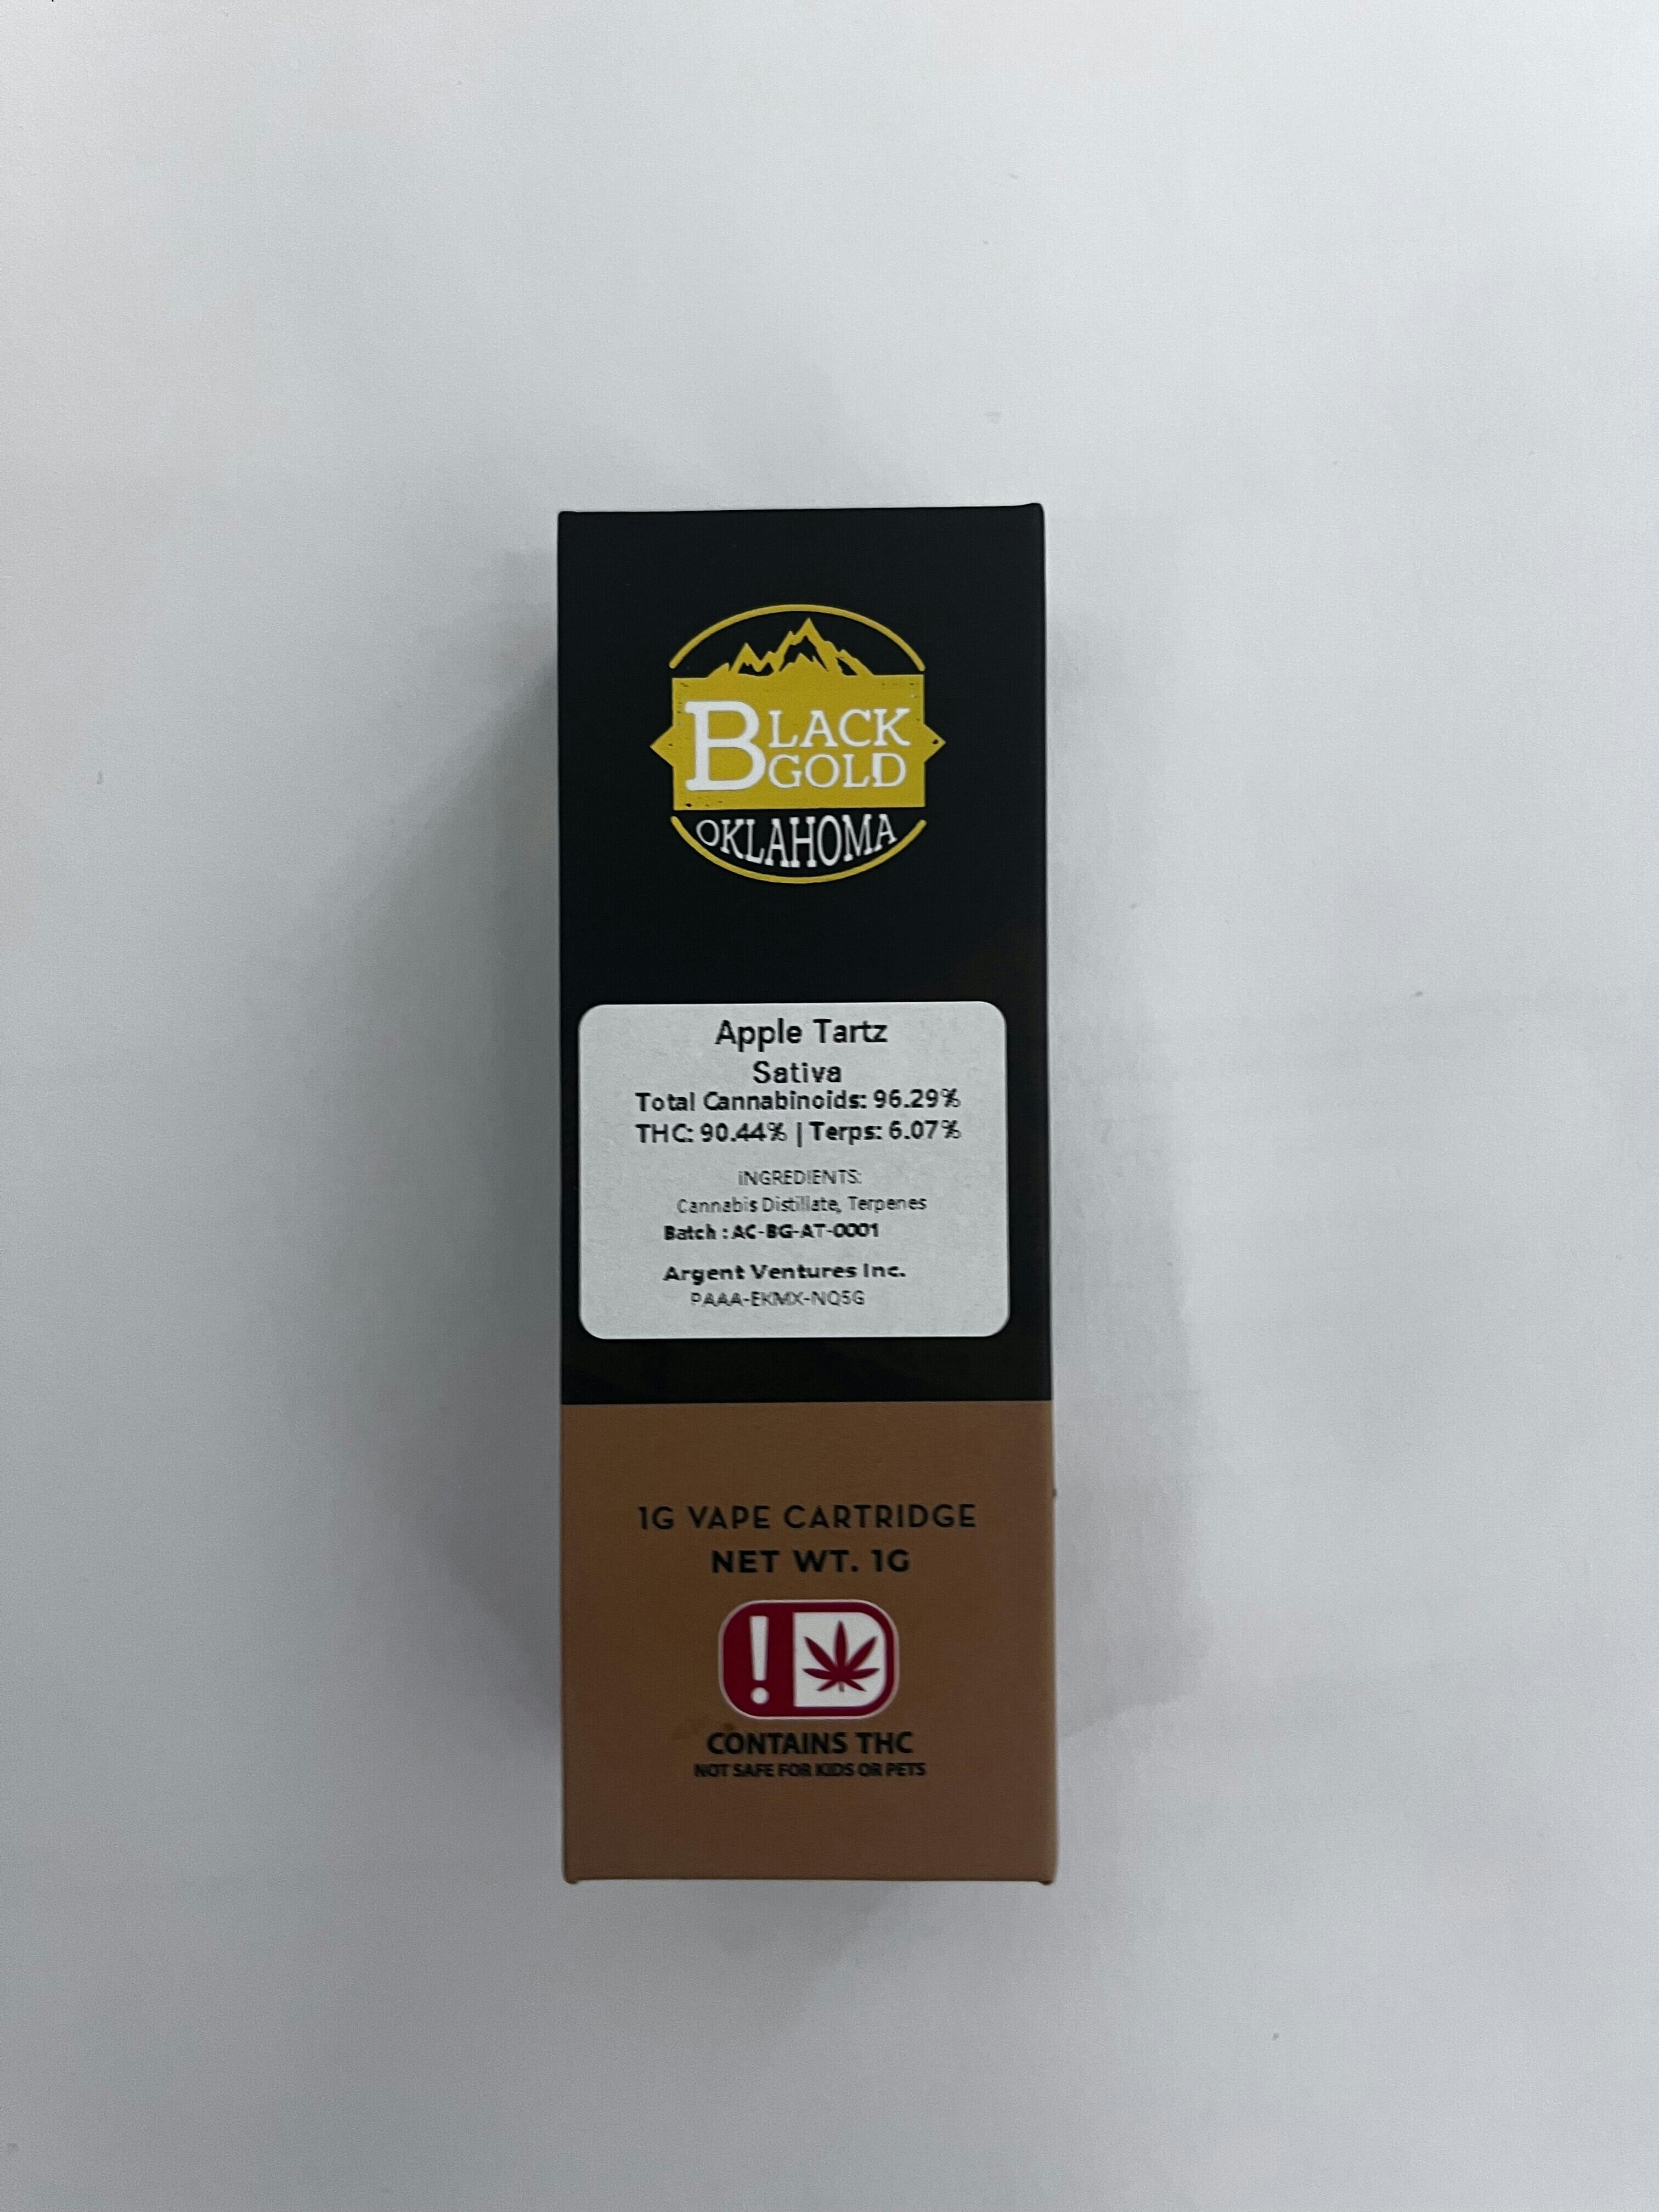 BLACK
GOLD
OKLAHOMA
Apple Tartz
Sativa
Total Cannabinoids: 96.29%
THC: 90.44% | Terps: 6.07%
INGREDIENTS:
Cannabis Distillate, Terpenes
Batch : AC-BG-AT-0001
Argent Ventures Inc.
PAAA-EKMX-NQ5G
1G VAPE CARTRIDGE
NET WT. 1G
!
CONTAINS THC
NOT SAFE FOR KIDS OR PETS